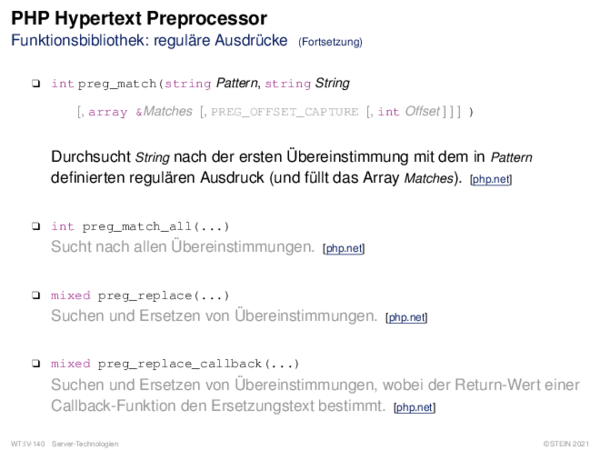 PHP Hypertext Preprocessor
Funktionsbibliothek: reguläre Ausdrücke (Fortsetzung)
❑ int preg_match(string Pattern, string String
[, array &Matches [, PREG_OFFSET_CAPTURE [, int Offset]]] )
Durchsucht String nach der ersten Übereinstimmung mit dem in Pattern
definierten regulären Ausdruck (und füllt das Array Matches). [php.net]
❑ int preg_match_all(...)
Sucht nach allen Übereinstimmungen. [php.net]
❑ mixed preg_replace(...)
Suchen und Ersetzen von Übereinstimmungen. [php.net]
❑ mixed preg_replace_callback(...)
Suchen und Ersetzen von Übereinstimmungen, wobei der Return-Wert einer
Callback-Funktion den Ersetzungstext bestimmt. [php.net]
WT:IV-140 Server-Technologien ©STEIN 2021